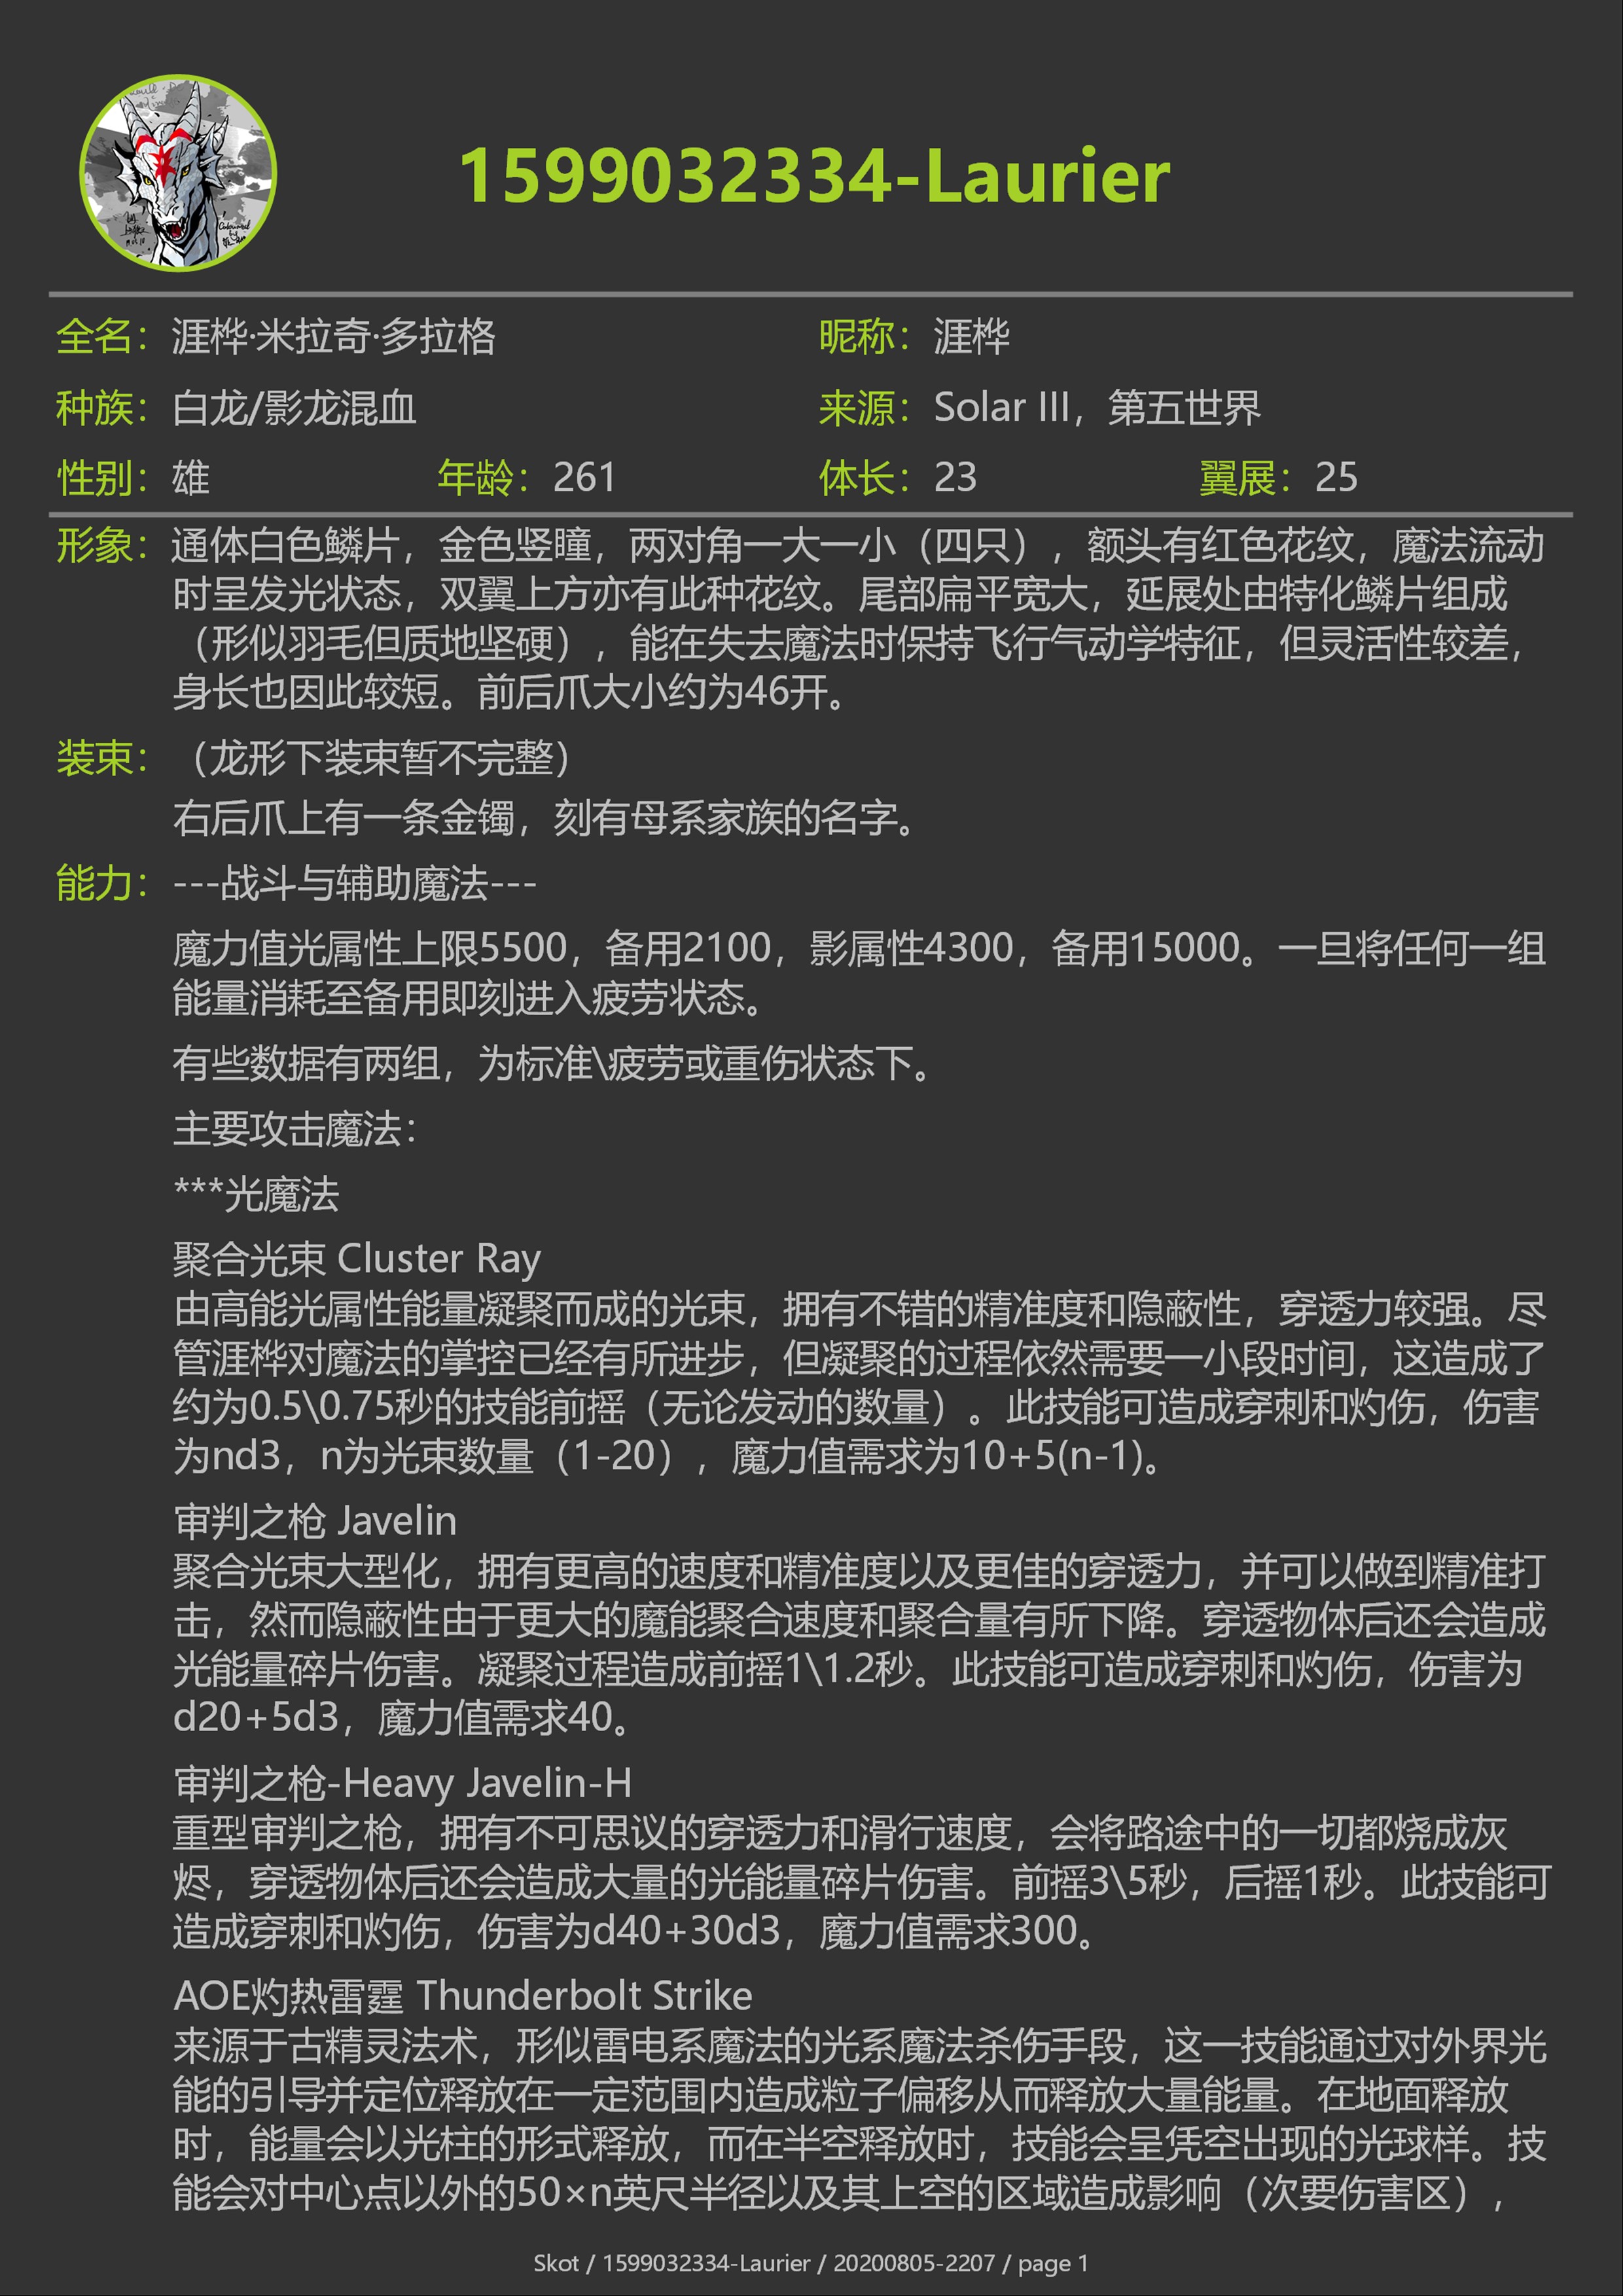 1599032334-Laurier
全名：涯桦·米拉奇·多拉格 昵称：涯桦
种族：白龙/影龙混血 来源：Solar III，第五世界
性别：雄 年龄：261 体长：23 翼展：25
形象：通体白色鳞片，金色竖瞳，两对角一大一小（四只），额头有红色花纹，魔法流动
时呈发光状态，双翼上方亦有此种花纹。尾部扁平宽大，延展处由特化鳞片组成
（形似羽毛但质地坚硬），能在失去魔法时保持飞行气动学特征，但灵活性较差，
身长也因此较短。前后爪大小约为46开。
装束：（龙形下装束暂不完整）
右后爪上有一条金镯，刻有母系家族的名字。
能力：---战斗与辅助魔法---
魔力值光属性上限5500，备用2100，影属性4300，备用15000。一旦将任何一组
能量消耗至备用即刻进入疲劳状态。
有些数据有两组，为标准\疲劳或重伤状态下。
主要攻击魔法：
***光魔法
聚合光束 Cluster Ray
由高能光属性能量凝聚而成的光束，拥有不错的精准度和隐蔽性，穿透力较强。尽
管涯桦对魔法的掌控已经有所进步，但凝聚的过程依然需要一小段时间，这造成了
约为0.5\0.75秒的技能前摇（无论发动的数量）。此技能可造成穿刺和灼伤，伤害
为nd3，n为光束数量（1-20），魔力值需求为10+5(n-1)。
审判之枪 Javelin
聚合光束大型化，拥有更高的速度和精准度以及更佳的穿透力，并可以做到精准打
击，然而隐蔽性由于更大的魔能聚合速度和聚合量有所下降。穿透物体后还会造成
光能量碎片伤害。凝聚过程造成前摇1\1.2秒。此技能可造成穿刺和灼伤，伤害为
d20+5d3，魔力值需求40。
审判之枪-Heavy Javelin-H
重型审判之枪，拥有不可思议的穿透力和滑行速度，会将路途中的一切都烧成灰
烬，穿透物体后还会造成大量的光能量碎片伤害。前摇3\5秒，后摇1秒。此技能可
造成穿刺和灼伤，伤害为d40+30d3，魔力值需求300。
AOE灼热雷霆 Thunderbolt Strike
来源于古精灵法术，形似雷电系魔法的光系魔法杀伤手段，这一技能通过对外界光
能的引导并定位释放在一定范围内造成粒子偏移从而释放大量能量。在地面释放
时，能量会以光柱的形式释放，而在半空释放时，技能会呈凭空出现的光球样。技
能会对中心点以外的50×n英尺半径以及其上空的区域造成影响（次要伤害区），
Skot / 1599032334-Laurier / 20200805-2207 / page 1